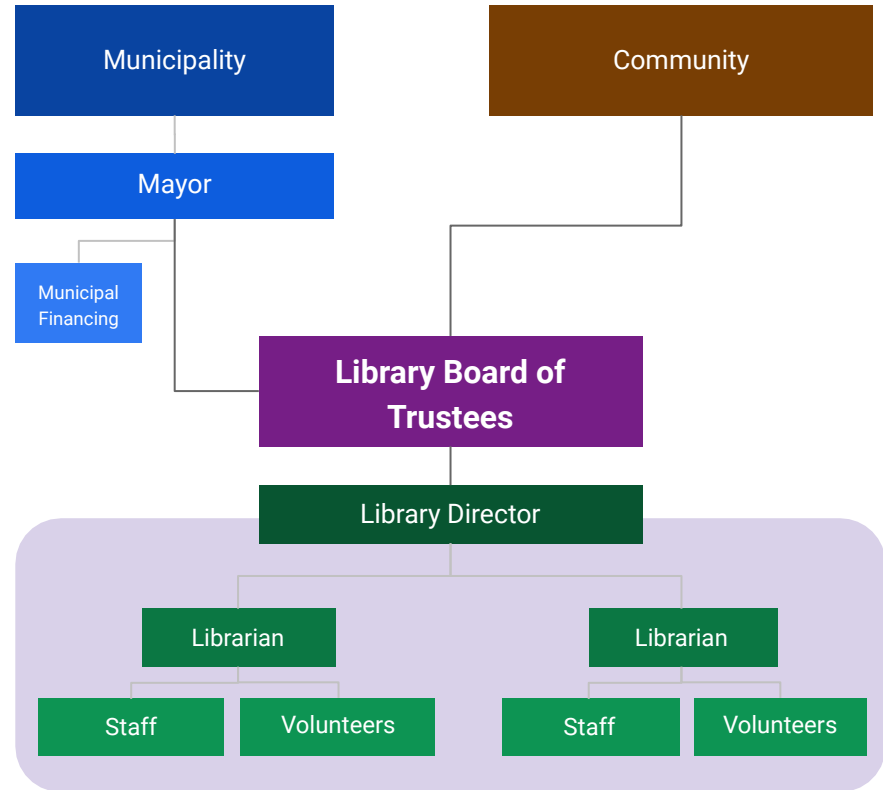 Municipality
Community
Mayor
Municipal
Financing
Library Board of
Trustees
Library Director
Librarian
Librarian
Staff
Volunteers
Staff
Volunteers